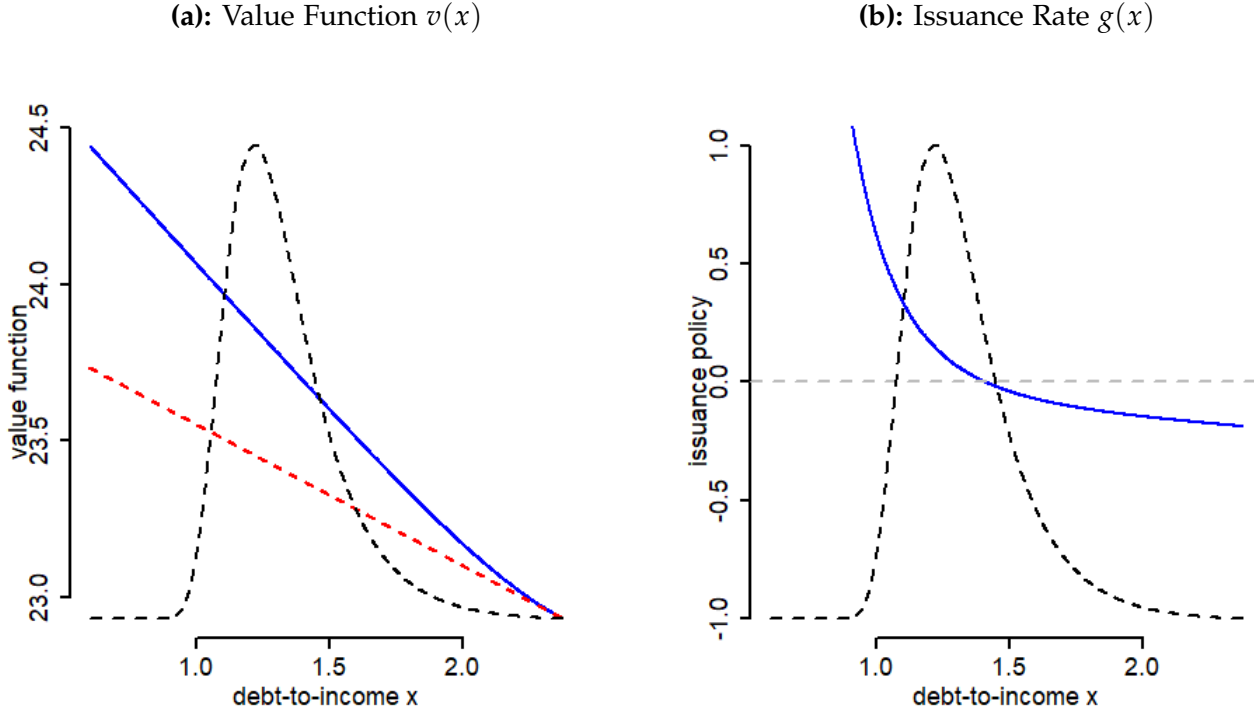 (a): Value Function v(x)
24.5
24.0
23.5
23.0
value function
1.0 1.5 2.0
debt-to-income x
(b): Issuance Rate g(x)
1.0
0.5
0.0
-0.5
-1.0
issuance policy
1.0 1.5 2.0
debt-to-income x